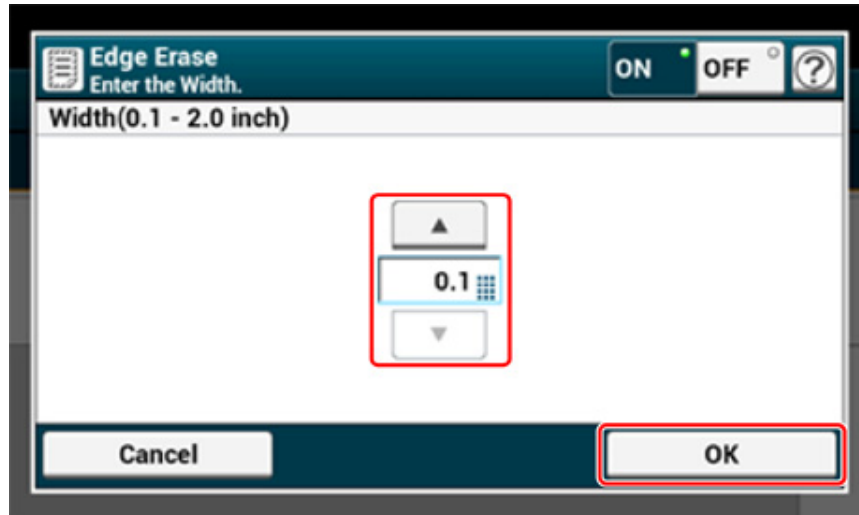 Edge Erase
Enter the Width.
ON OFF ?
Width(0.1 - 2.0 inch)
▲
0.1
▼
Cancel OK